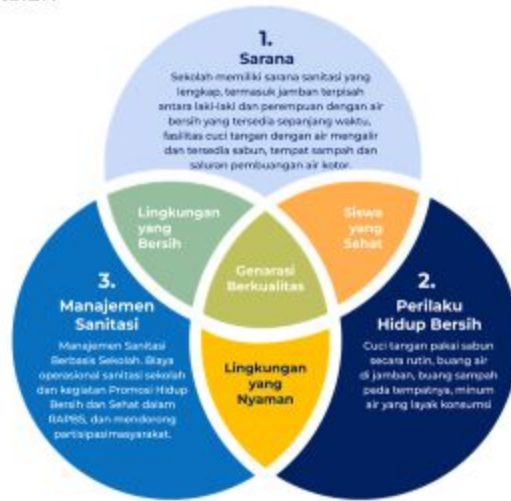 1.
Sarana
Sekolah memiliki sarana sanitasi yang
lengkap, termasuk jamban terpisah
antara laki-laki dan perempuan dengan air
bersih yang tersedia sepanjang waktu,
fasilitas cuci tangan dengan air mengalir
dan tersedia sabun, tempat sampah dan
saluran pembuangan air kotor.
Lingkungan
yang
Bersih
Siswa
yang
Sehat
Genarasi
Berkualitas
3.
Manajemen
Sanitasi
Manajemen Sanitasi
Berbasis Sekolah. Biaya
operasional sanitasi sekolah
dan kegiatan Promosi Hidup
Bersih dan Sehat dalam
RAPBS, dan mendorong
partisipasimasyarakat.
2.
Perilaku
Hidup Bersih
Cuci tangan pakai sabun
secara rutin, buang air
di jamban, buang sampah
pada tempatnya, minum
air yang layak konsumsi
Lingkungan
yang
Nyaman